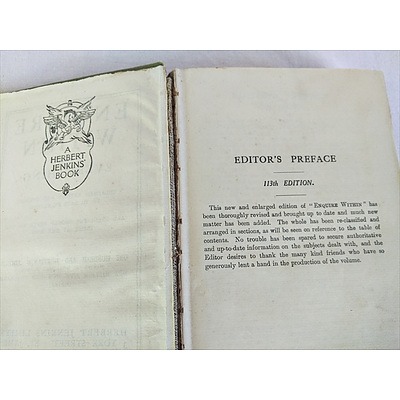 A
HERBERT
JENKINS'
BOOK
EDITOR'S PREFACE
113th EDITION.
This new and enlarged edition of "ENQUIRE WITHIN" has
been thoroughly revised and brought up to date and much new
matter has been added. The whole has been re-classified and
arranged in sections, as will be seen on reference to the table of
contents. No trouble has been spared to secure authoritative
and up-to-date information on the subjects dealt with, and the
Editor desires to thank the many kind friends who have so
generously lent a hand in the production of the volume.